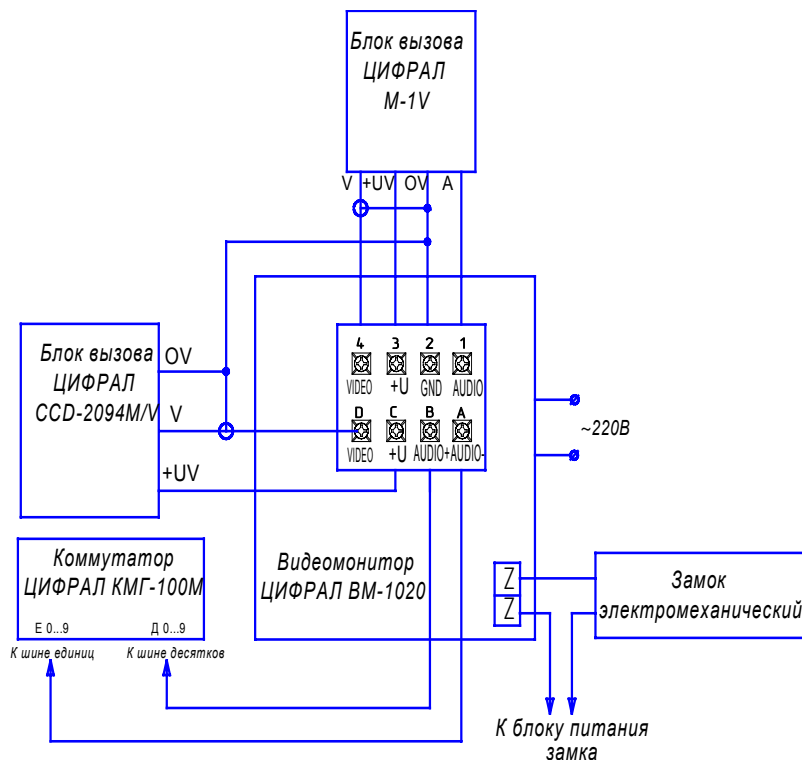 Блок вызова
ЦИФРАЛ
М-1V
V +UV OV A
4 3 2 1
VIDEO +U GND AUDIO
D C B A
VIDEO +U AUDIO+ AUDIO-
Блок вызова
ЦИФРАЛ
CCD-2094M/V
OV
V
+UV
~220В
Коммутатор
ЦИФРАЛ КМГ-100М
Е 0...9 Д 0...9
К шине единиц К шине десятков
Видеомонитор
ЦИФРАЛ ВМ-1020
Z
Z
Замок
электромеханический
К блоку питания
замка